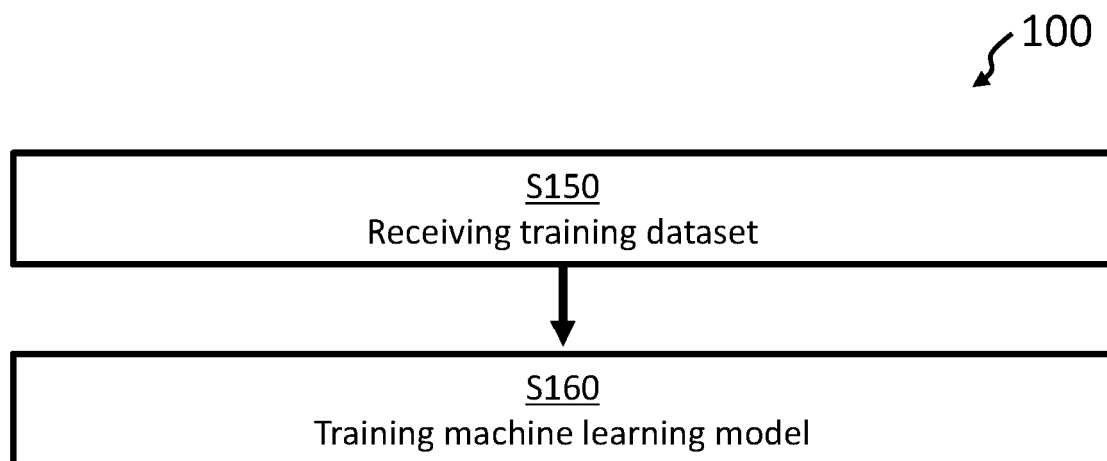 100
S150
Receiving training dataset
S160
Training machine learning model